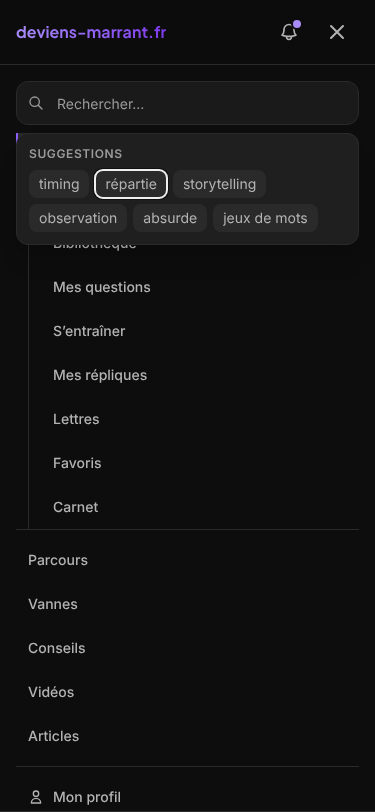 deviens-marrant.fr
Rechercher...
SUGGESTIONS
timing répartie storytelling
observation absurde jeux de mots
Bibliothèque
Mes questions
S’entraîner
Mes répliques
Lettres
Favoris
Carnet
Parcours
Vannes
Conseils
Vidéos
Articles
Mon profil